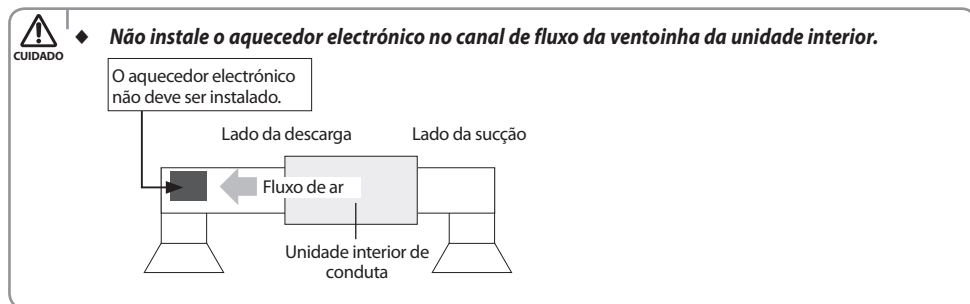 CUIDADO
◆ Não instale o aquecedor electrónico no canal de fluxo da ventoinha da unidade interior.
O aquecedor electrónico
não deve ser instalado.
Lado da descarga
Lado da sucção
Fluxo de ar
Unidade interior de
conduta